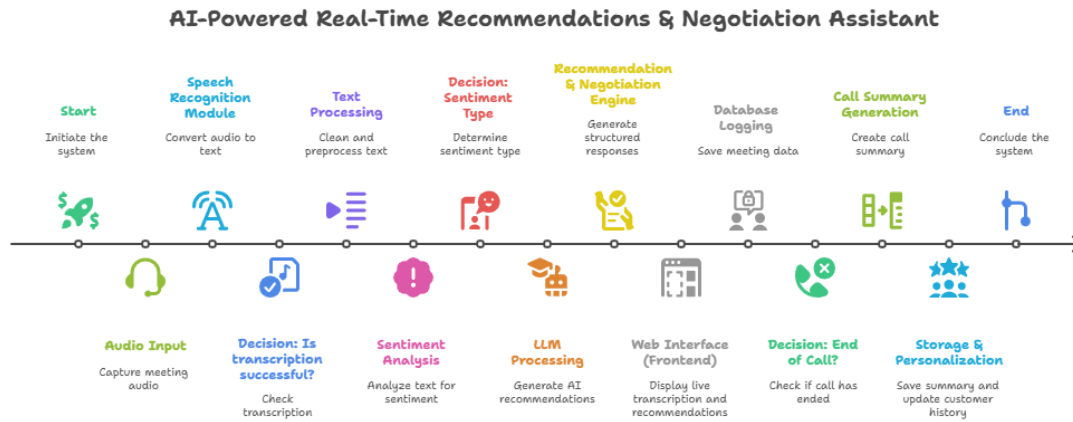 AI-Powered Real-Time Recommendations & Negotiation Assistant
Start
Initiate the
system
Audio Input
Capture meeting
audio
Speech
Recognition
Module
Convert audio to
text
Decision: Is
transcription
successful?
Check
transcription
Text
Processing
Clean and
preprocess text
Sentiment
Analysis
Analyze text for
sentiment
Decision:
Sentiment
Type
Determine
sentiment type
LLM
Processing
Generate AI
recommendations
Recommendation
& Negotiation
Engine
Generate
structured
responses
Web Interface
(Frontend)
Display live
transcription and
recommendations
Database
Logging
Save meeting data
Decision: End
of Call?
Check if call has
ended
Call Summary
Generation
Create call
summary
Storage &
Personalization
Save summary and
update customer
history
End
Conclude the
system